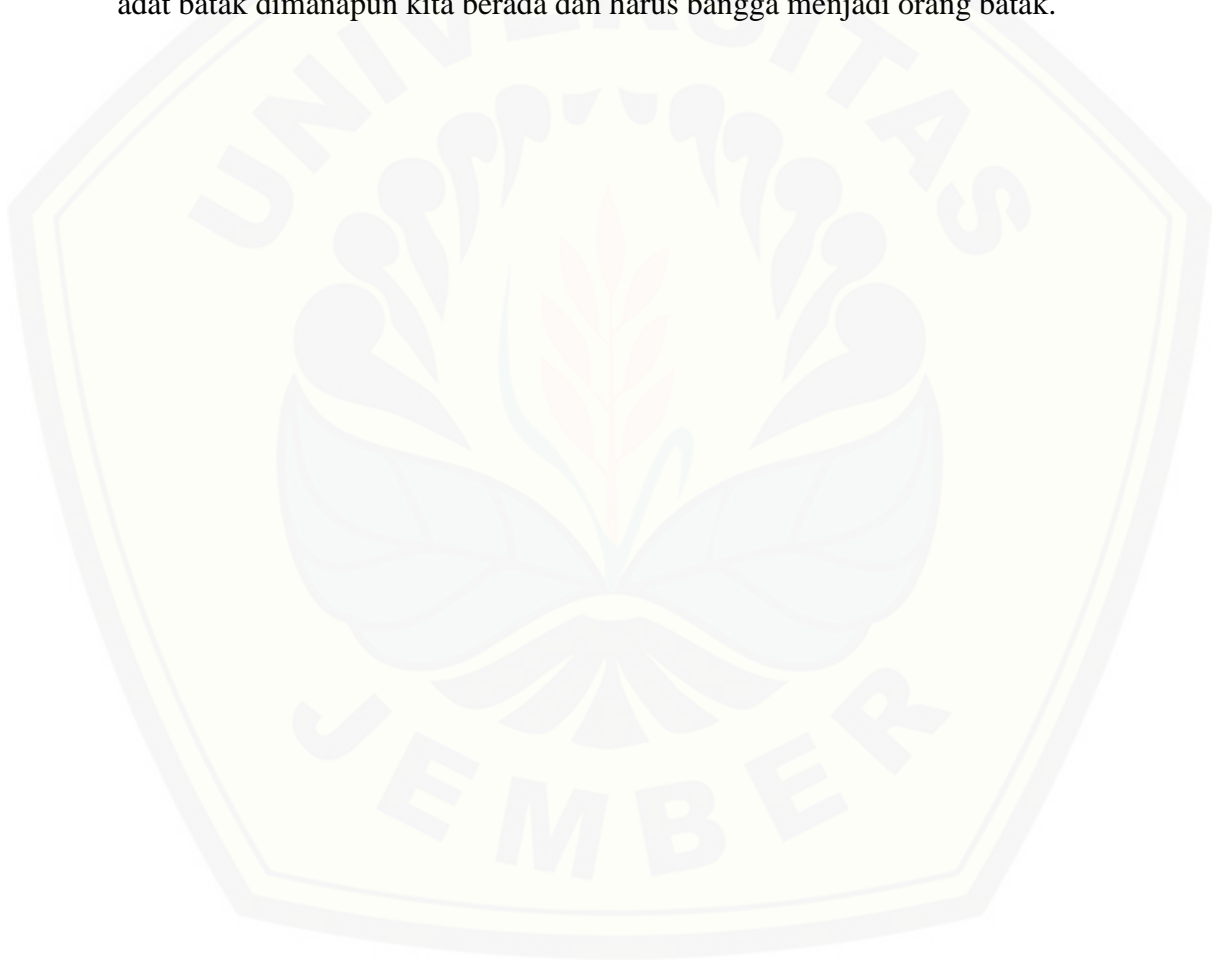 adat batak dimanapun kita berada dan harus bangga menjadi orang batak.
UNIVERSITAS
JEMBER